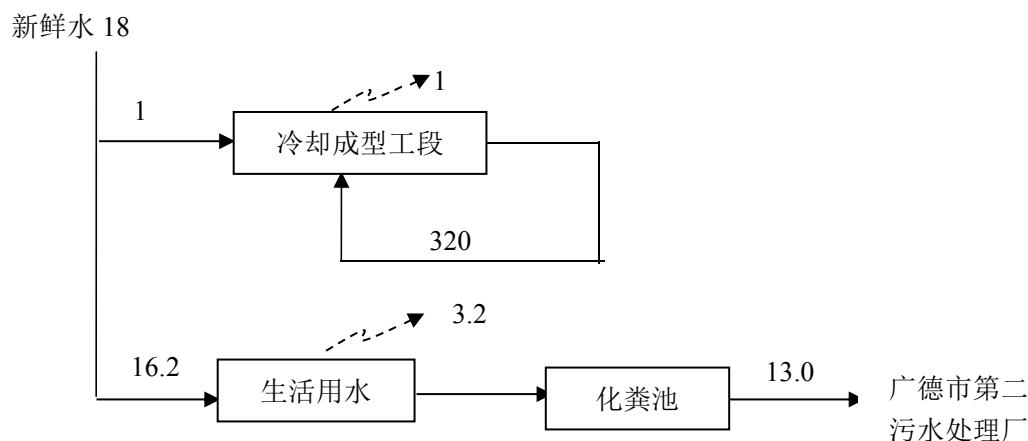 新鲜水 18
1
1
冷却成型工段
320
3.2
16.2
生活用水
化粪池
13.0
广德市第二
污水处理厂